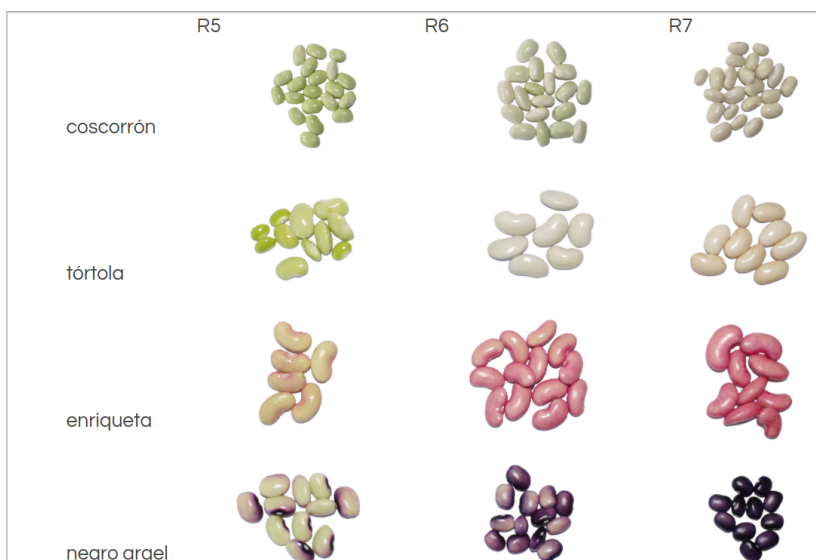 R5 R6 R7
coscorrón
tórtola
enriqueta
negro argel